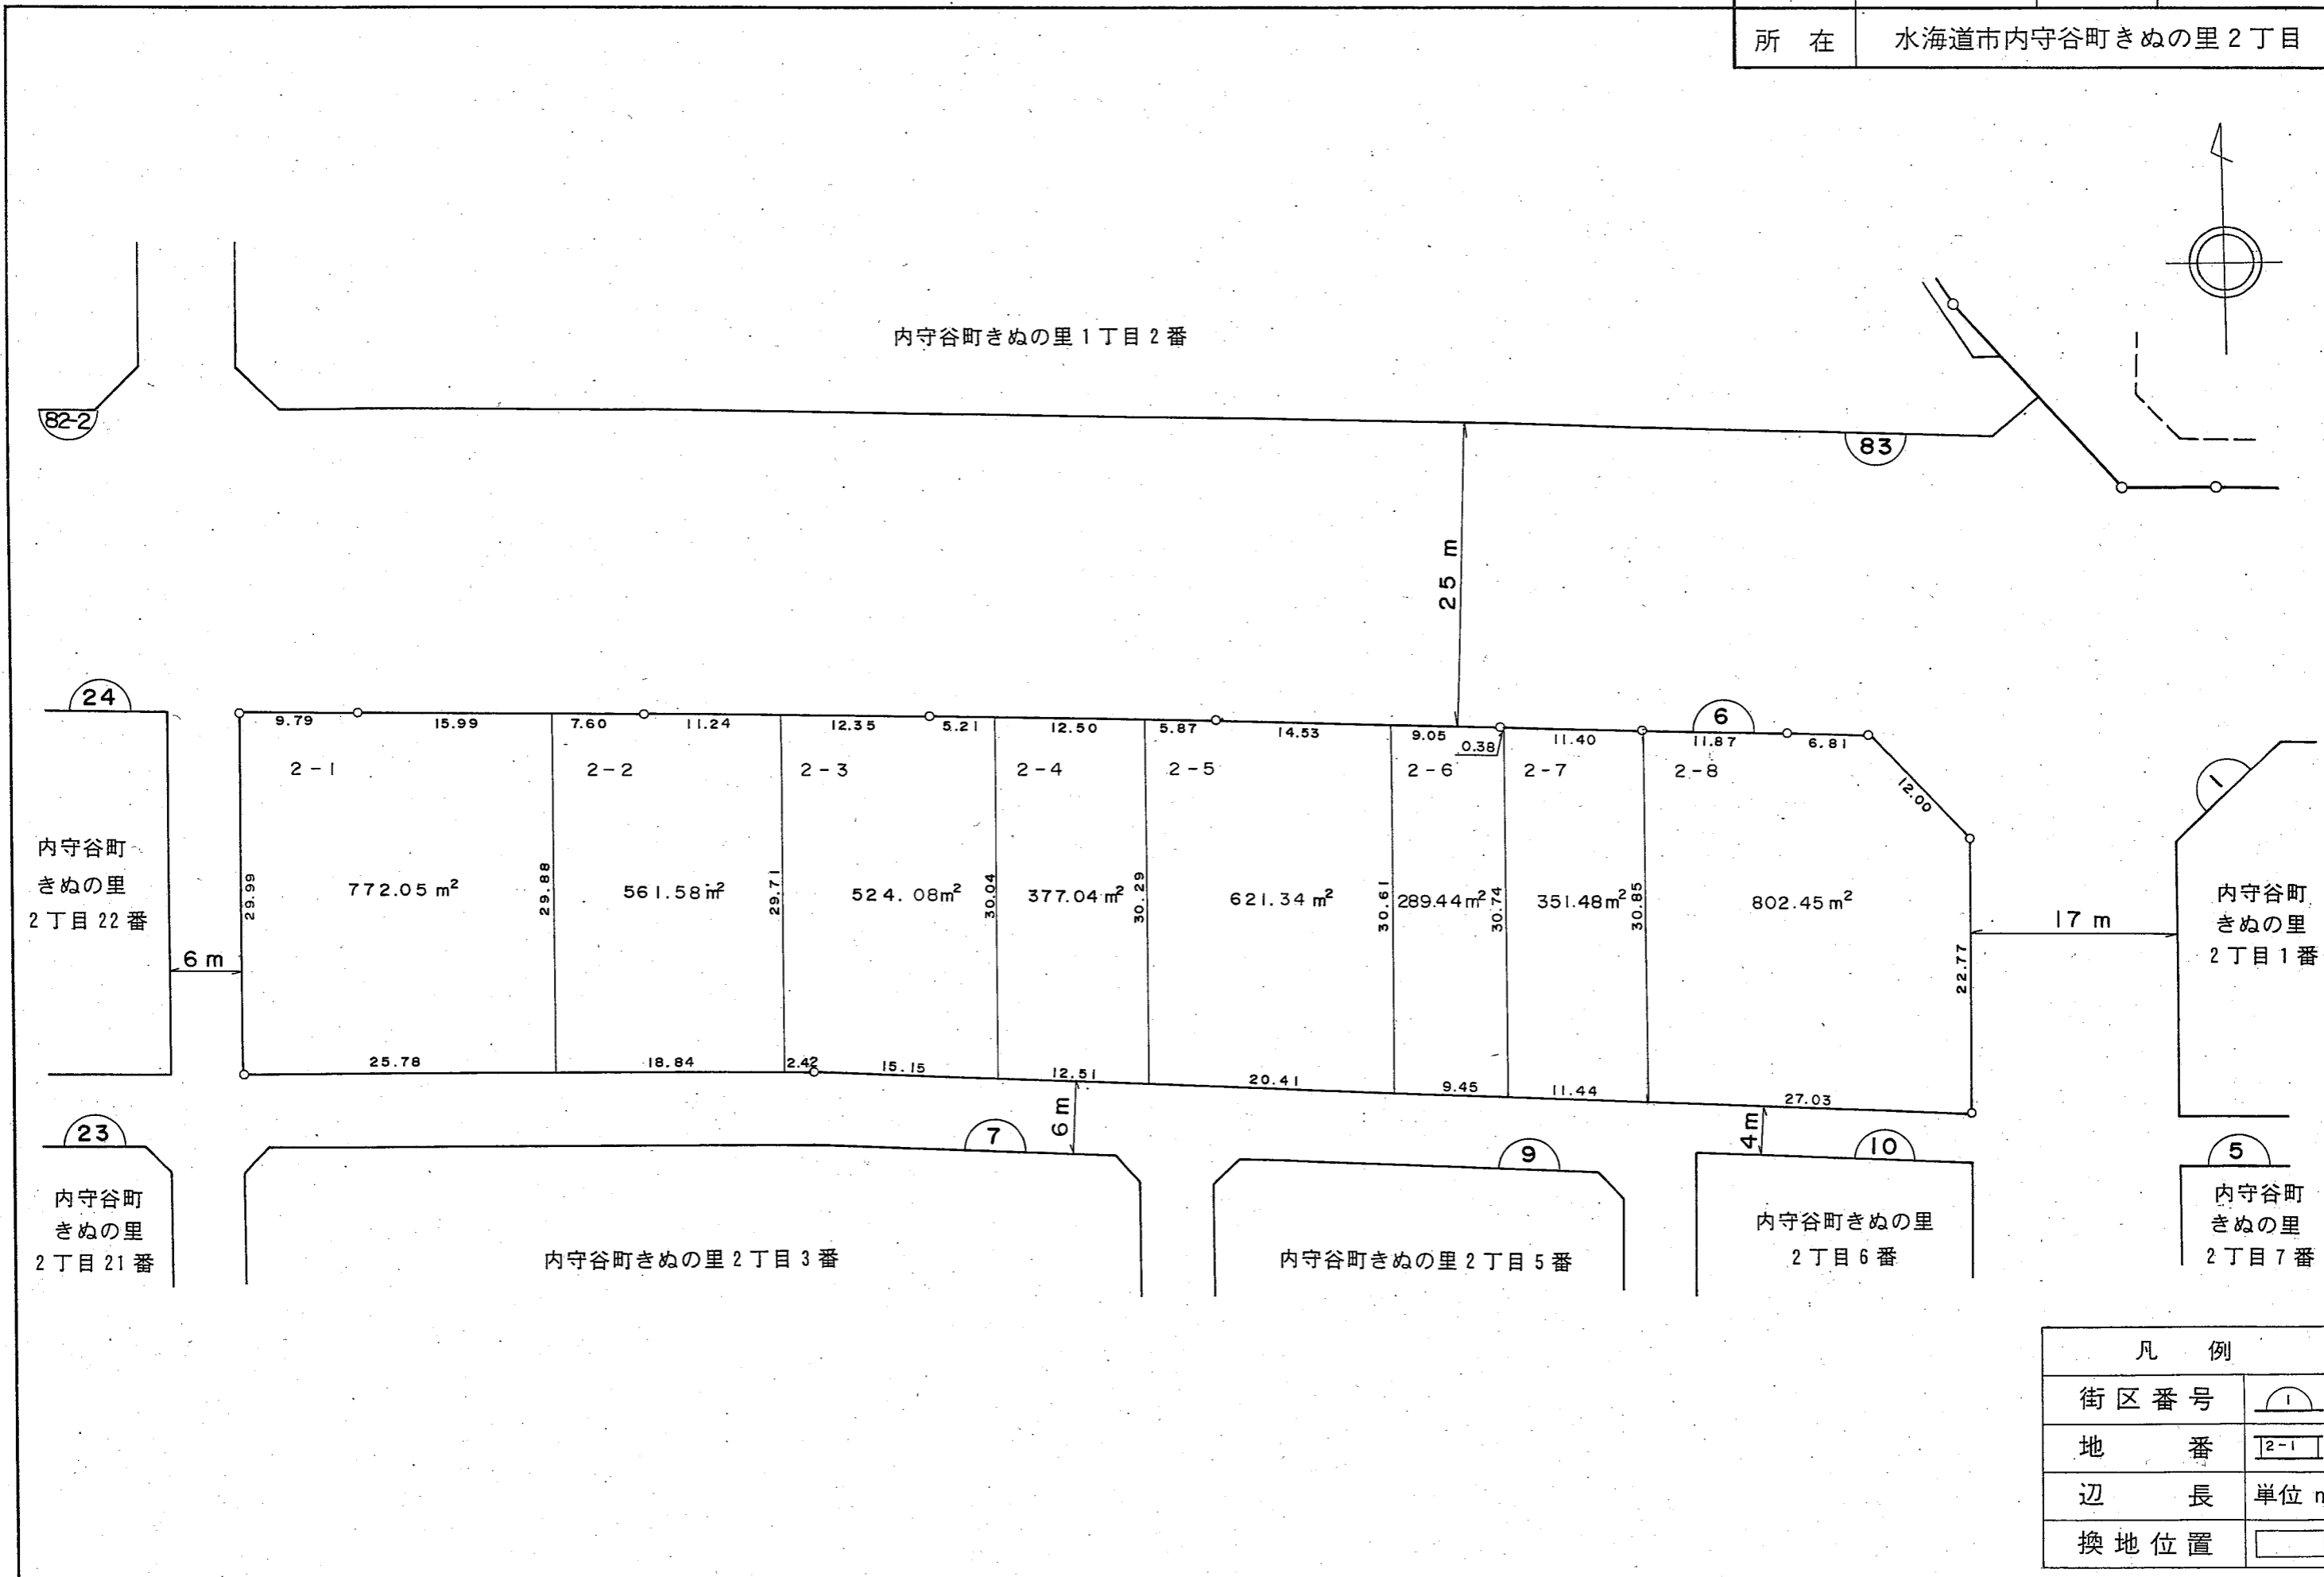 所 在 水海道市内守谷町きぬの里2丁目
内守谷町きぬの里1丁目2番
82-2
83
25 m
24
6
1
9.79 15.99 7.60 11.24 12.35 5.21 12.50 5.87 14.53 9.05 0.38 11.40 11.87 6.81
12.00
2-1 2-2 2-3 2-4 2-5 2-6 2-7 2-8
内守谷町
きぬの里
2丁目22番
29.99 772.05 m² 29.88 561.58 m² 29.71 524.08 m² 30.04 377.04 m² 30.29 621.34 m² 30.61 289.44 m² 30.74 351.48 m² 30.85 802.45 m² 22.77
内守谷町
きぬの里
2丁目1番
6 m
17 m
25.78 18.84 2.42 15.15 12.51 20.41 9.45 11.44 27.03
6 m
4 m
23
7
9
10
5
内守谷町
きぬの里
2丁目21番
内守谷町きぬの里2丁目3番
内守谷町きぬの里2丁目5番
内守谷町きぬの里
2丁目6番
内守谷町
きぬの里
2丁目7番
凡 例
街区番号 1
地 番 2-1
辺 長 単位
換地位置